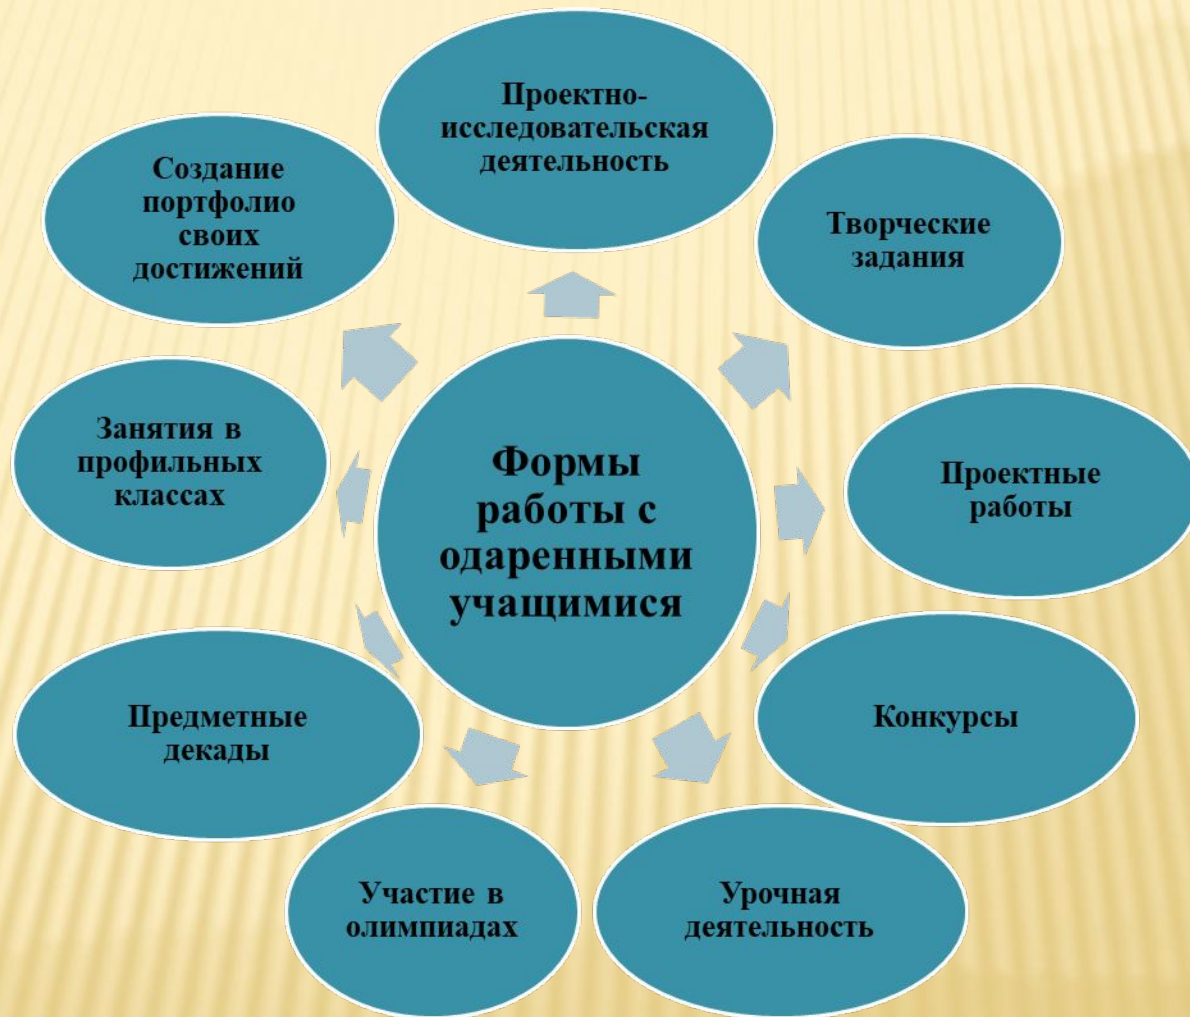 Проектно-
исследовательская
деятельность
Создание
портфолио
своих
достижений
Творческие
задания
Занятия в
профильных
классах
Формы
работы с
одаренными
учащимися
Проектные
работы
Предметные
декады
Конкурсы
Участие в
олимпиадах
Урочная
деятельность